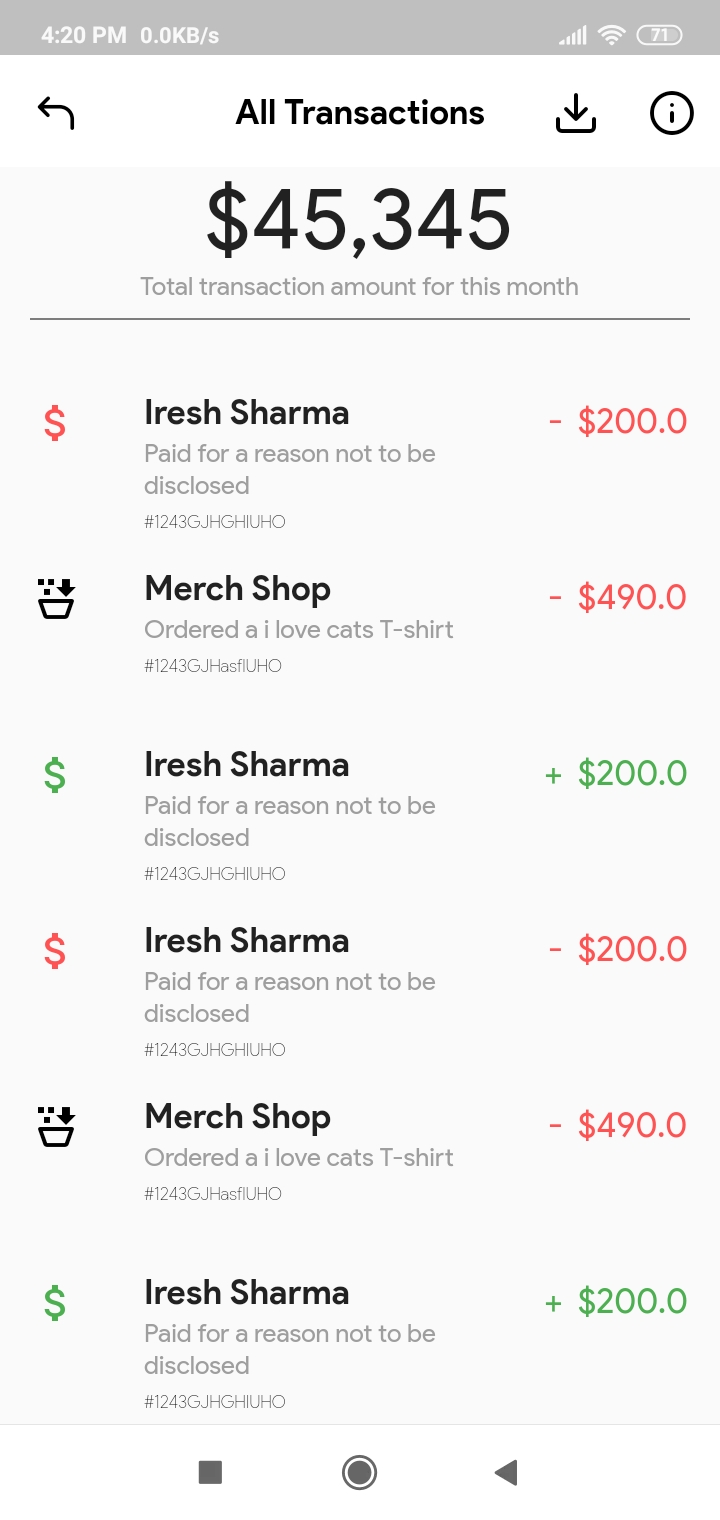 4:20 PM 0.0KB/s 71
All Transactions
$45,345
Total transaction amount for this month
$ Iresh Sharma - $200.0
Paid for a reason not to be
disclosed
#1243GJHGHIUHO
Merch Shop - $490.0
Ordered a i love cats T-shirt
#1243GJHasfIUHO
$ Iresh Sharma + $200.0
Paid for a reason not to be
disclosed
#1243GJHGHIUHO
$ Iresh Sharma - $200.0
Paid for a reason not to be
disclosed
#1243GJHGHIUHO
Merch Shop - $490.0
Ordered a i love cats T-shirt
#1243GJHasfIUHO
$ Iresh Sharma + $200.0
Paid for a reason not to be
disclosed
#1243GJHGHIUHO